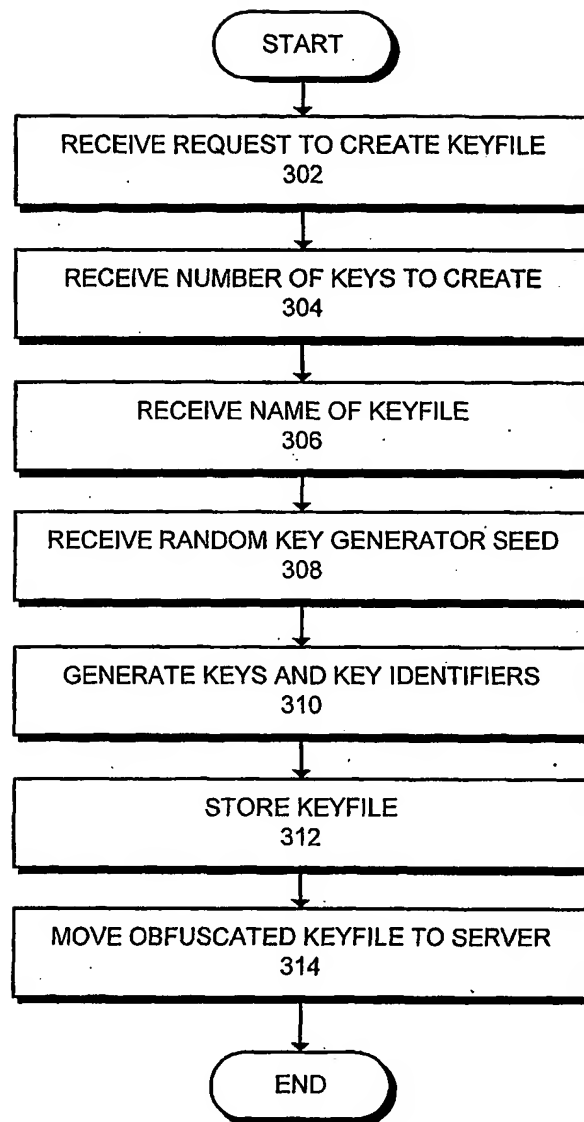 START
RECEIVE REQUEST TO CREATE KEYFILE
302
RECEIVE NUMBER OF KEYS TO CREATE
304
RECEIVE NAME OF KEYFILE
306
RECEIVE RANDOM KEY GENERATOR SEED
308
GENERATE KEYS AND KEY IDENTIFIERS
310
STORE KEYFILE
312
MOVE OBFUSCATED KEYFILE TO SERVER
314
END